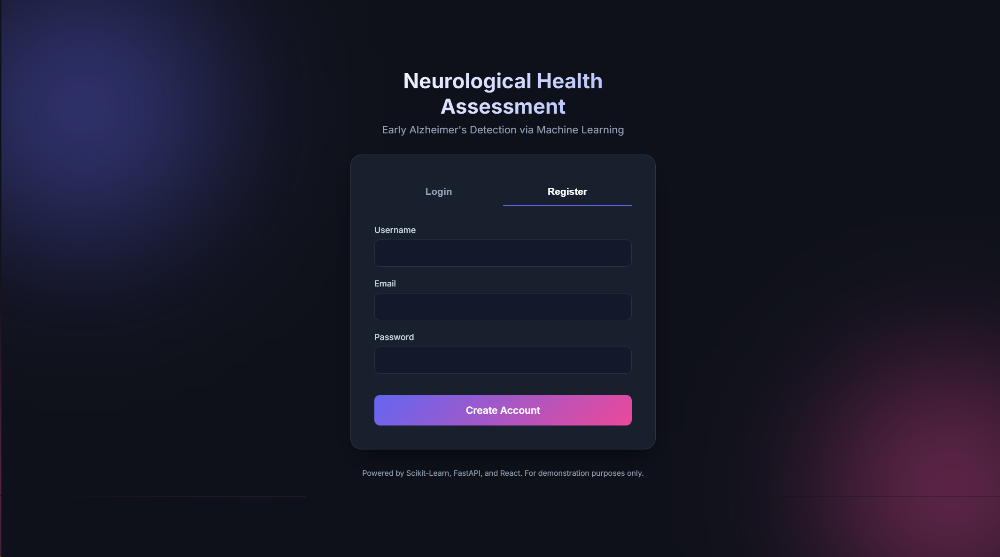 Neurological Health
Assessment
Early Alzheimer's Detection via Machine Learning
Login
Register
Username
Email
Password
Create Account
Powered by Scikit-Learn, FastAPI, and React. For demonstration purposes only.